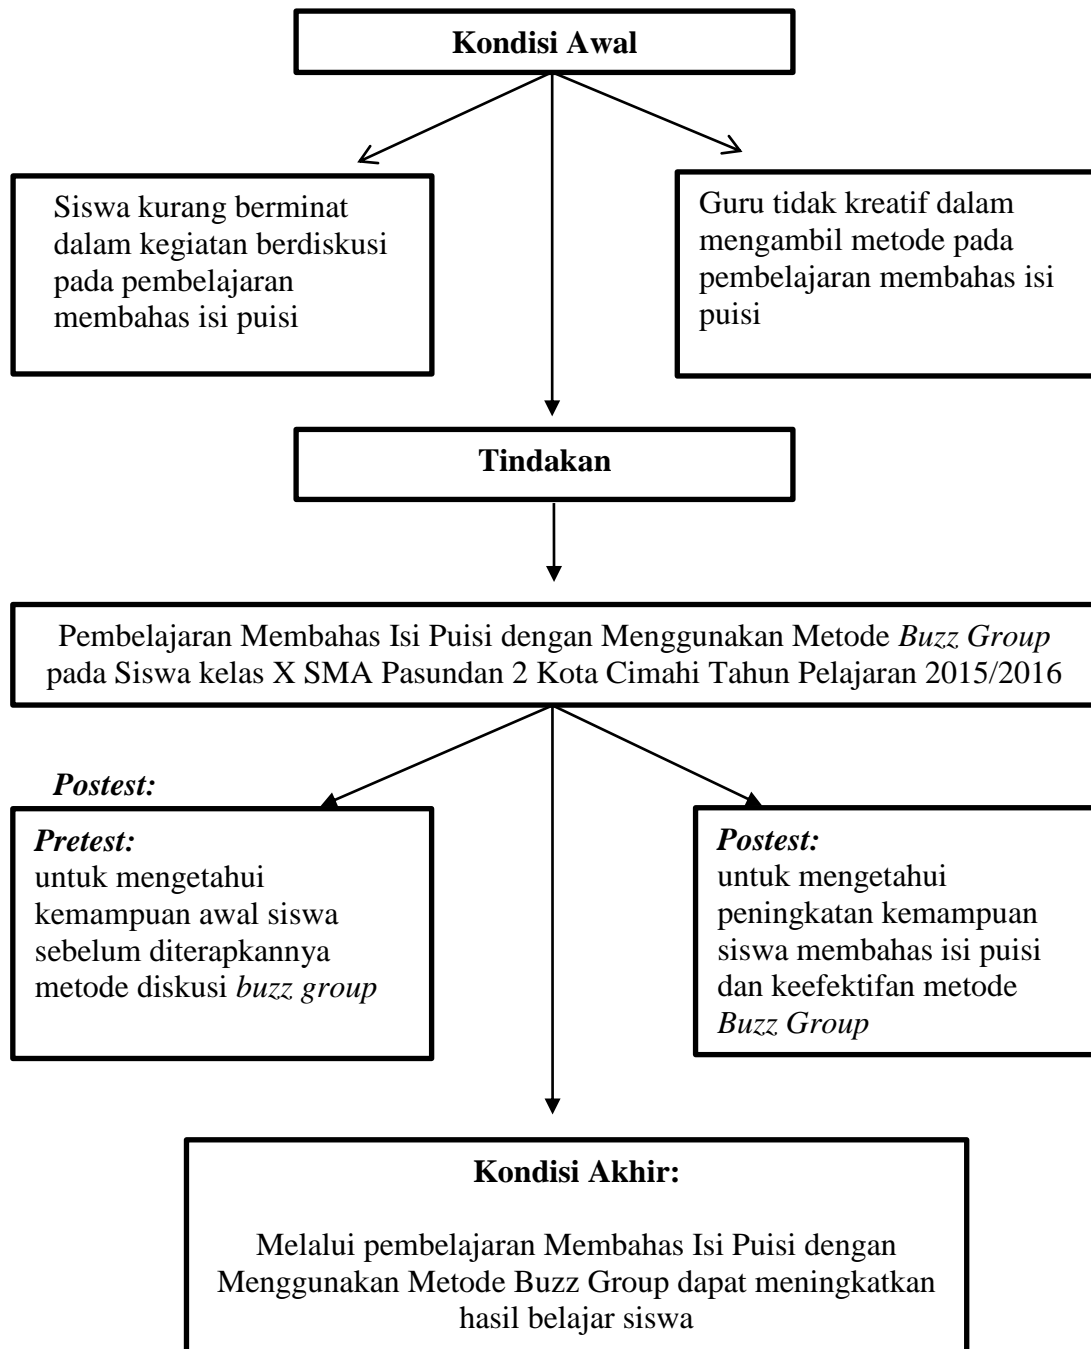 Kondisi Awal
Siswa kurang berminat
dalam kegiatan berdiskusi
pada pembelajaran
membahas isi puisi
Guru tidak kreatif dalam
mengambil metode pada
pembelajaran membahas isi
puisi
Tindakan
Pembelajaran Membahas Isi Puisi dengan Menggunakan Metode Buzz Group
pada Siswa kelas X SMA Pasundan 2 Kota Cimahi Tahun Pelajaran 2015/2016
Postest:
Pretest:
untuk mengetahui
kemampuan awal siswa
sebelum diterapkannya
metode diskusi buzz group
Postest:
untuk mengetahui
peningkatan kemampuan
siswa membahas isi puisi
dan keefektifan metode
Buzz Group
Kondisi Akhir:
Melalui pembelajaran Membahas Isi Puisi dengan
Menggunakan Metode Buzz Group dapat meningkatkan
hasil belajar siswa